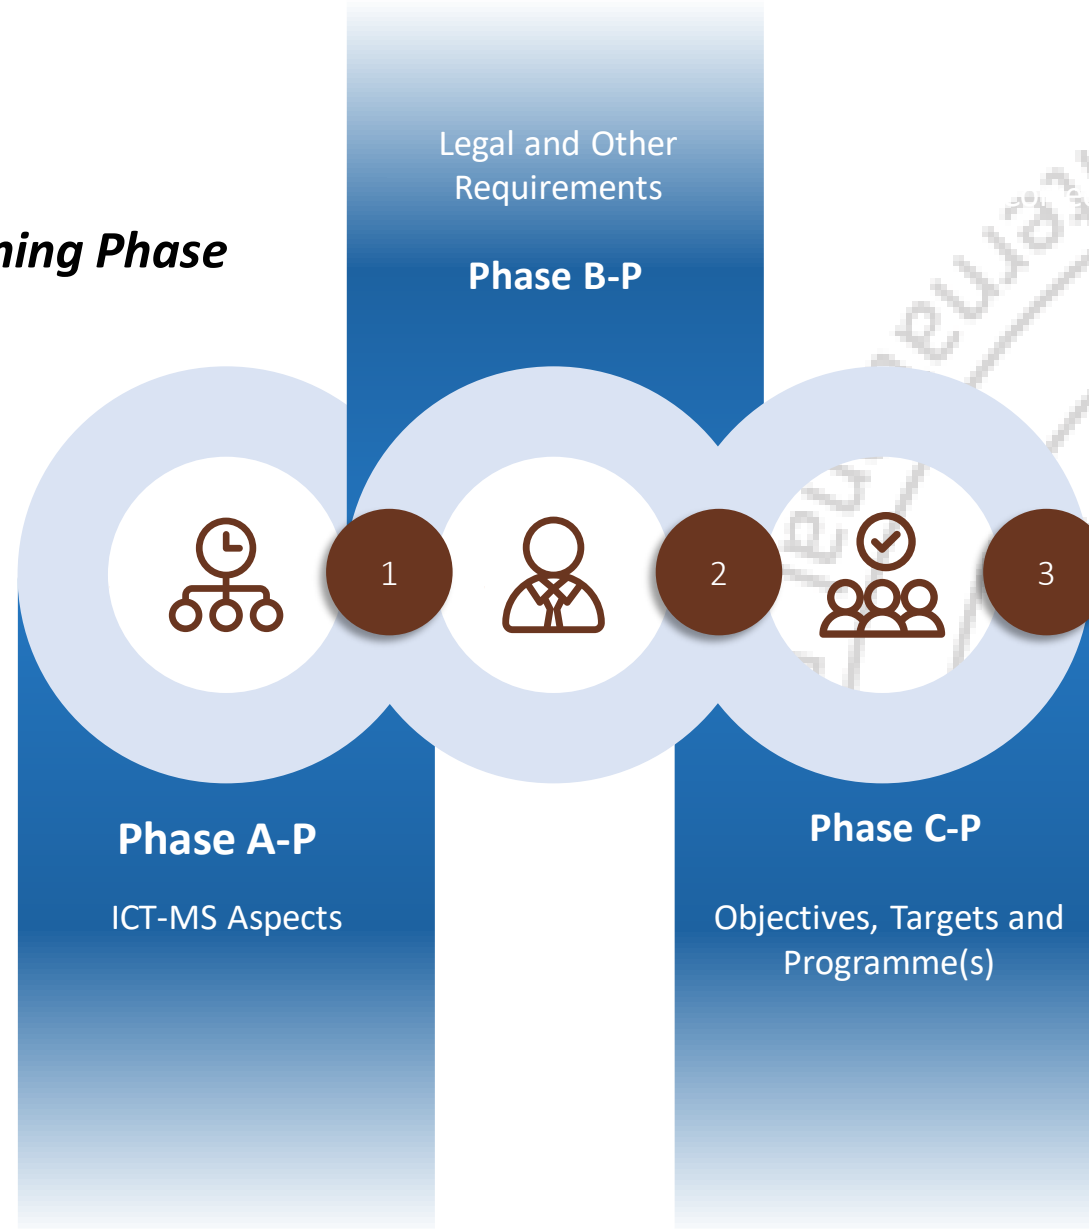 ning Phase
Legal and Other
Requirements
Phase B-P
1
2
3
Phase A-P
ICT-MS Aspects
Phase C-P
Objectives, Targets and
Programme(s)